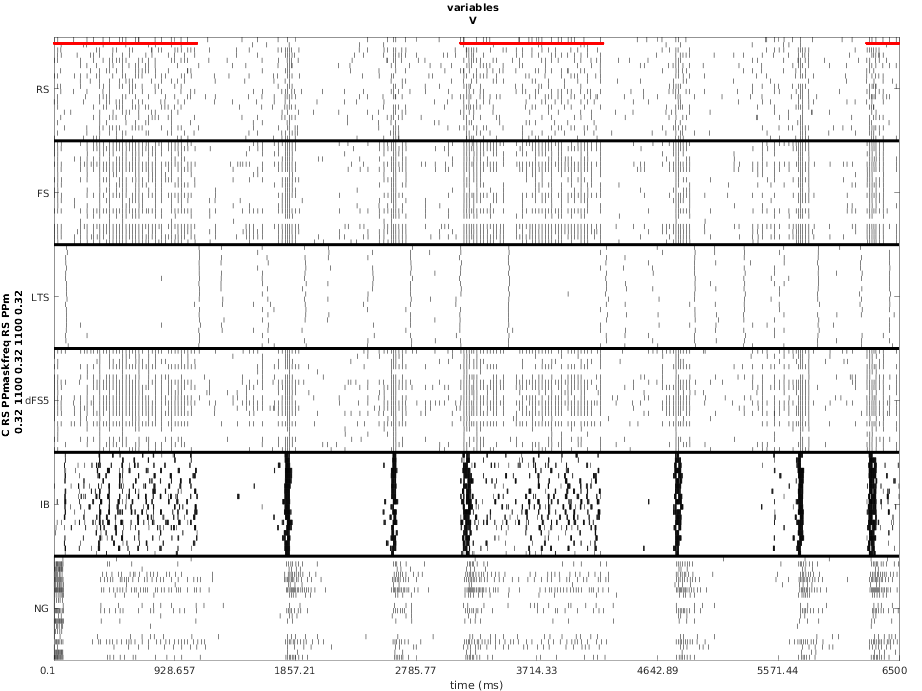 variables
V
RS
FS
LTS
dFS5
IB
NG
C RS PPmaskfreq RS PPm
0.32 1100 0.32 1100 0.32
0.1 928.657 1857.21 2785.77 3714.33 4642.89 5571.44 6500
time (ms)